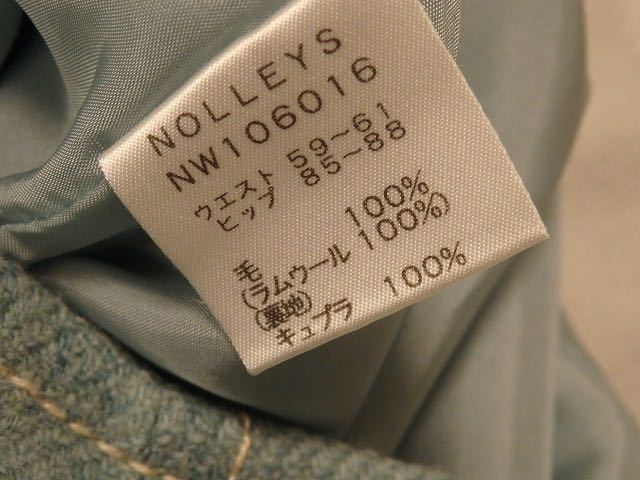 NOLLEYS
NW106016
ウエスト 59～61
ヒップ 85～88
毛 100%
(ラムウール 100%)
(裏地)
キュプラ 100%